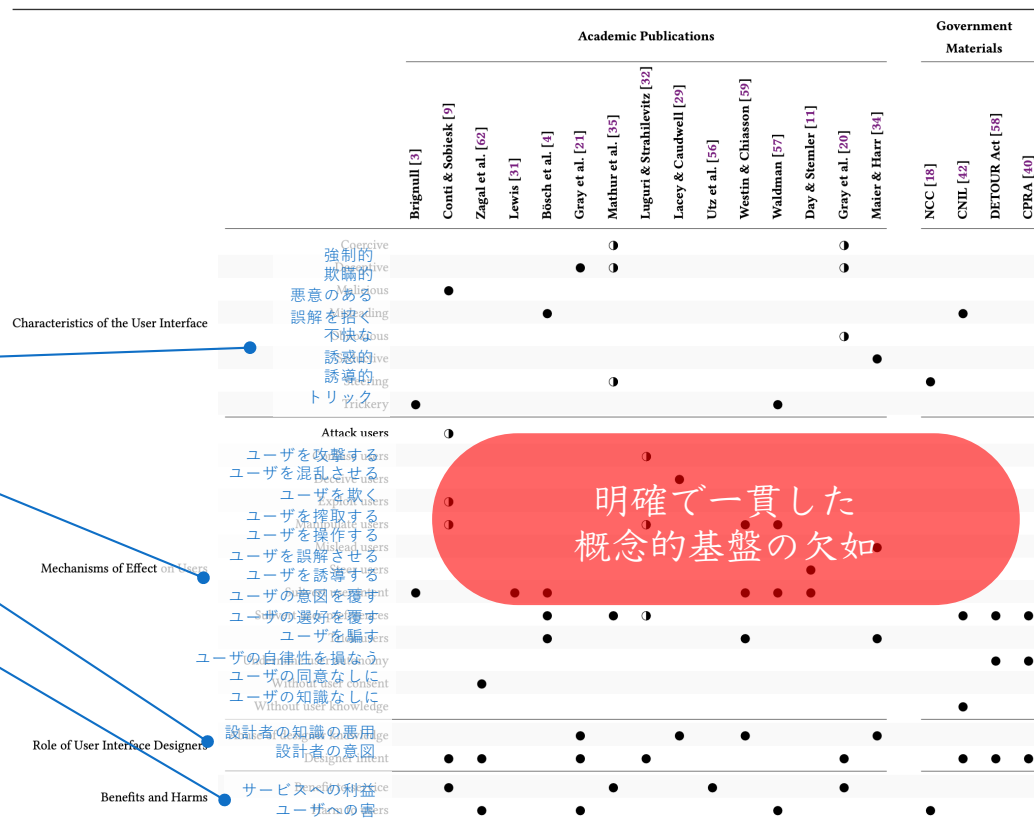 Academic Publications
Government
Materials
Brignull [3]
Conti & Sobiesk [9]
Zagal et al. [62]
Lewis [31]
Bösch et al. [4]
Gray et al. [21]
Mathur et al. [35]
Luguri & Strahilevitz [32]
Lacey & Caudwell [29]
Utz et al. [56]
Westin & Chiasson [59]
Waldman [57]
Day & Stemler [11]
Gray et al. [20]
Maier & Harr [34]
NCC [18]
CNIL [42]
DETOUR Act [58]
CPRA [40]
Characteristics of the User Interface
Coercive
強制的
欺瞞的
悪意のある
誤解を招く
不快な
誘惑的
誘導的
Steering
トリック
Trickery
Mechanisms of Effect on Users
Attack users
ユーザを攻撃する
ユーザを混乱させる
Deceive users
ユーザを欺く
Exploit users
ユーザを搾取する
Manipulate users
ユーザを操作する
Mislead users
ユーザを誤解させる
Steer users
ユーザを誘導する
ユーザの意図を覆す
ユーザの選好を覆す
ユーザを騙す
ユーザの自律性を損なう
ユーザの同意なしに
Without user consent
ユーザの知識なしに
Without user knowledge
明確で一貫した
概念的基盤の欠如
Role of User Interface Designers
設計者の知識の悪用
設計者の意図
Designer intent
Benefits and Harms
サービスへの利益
ユーザへの害